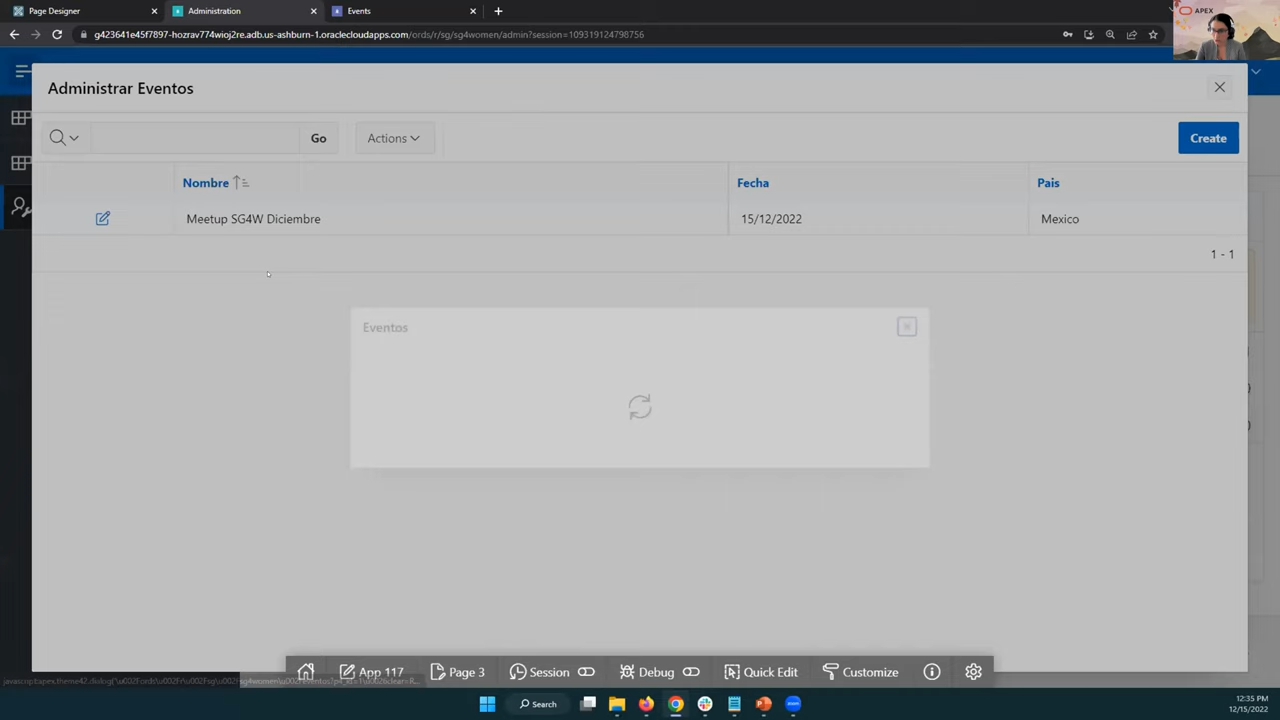 Page Designer
Administration
Events
APEX
g423641e45f7897-hozrav774wioj2re.adb.us-ashburn-1.oraclecloudapps.com/ords/r/sg/sg4women/admin?session=109319124798756
Administrar Eventos
Go
Actions
Create
Nombre
Fecha
Pais
Meetup SG4W Diciembre
15/12/2022
Mexico
1 - 1
Eventos
App 117
Page 3
Session
Debug
Quick Edit
Customize
Search
12:35 PM
12/15/2022